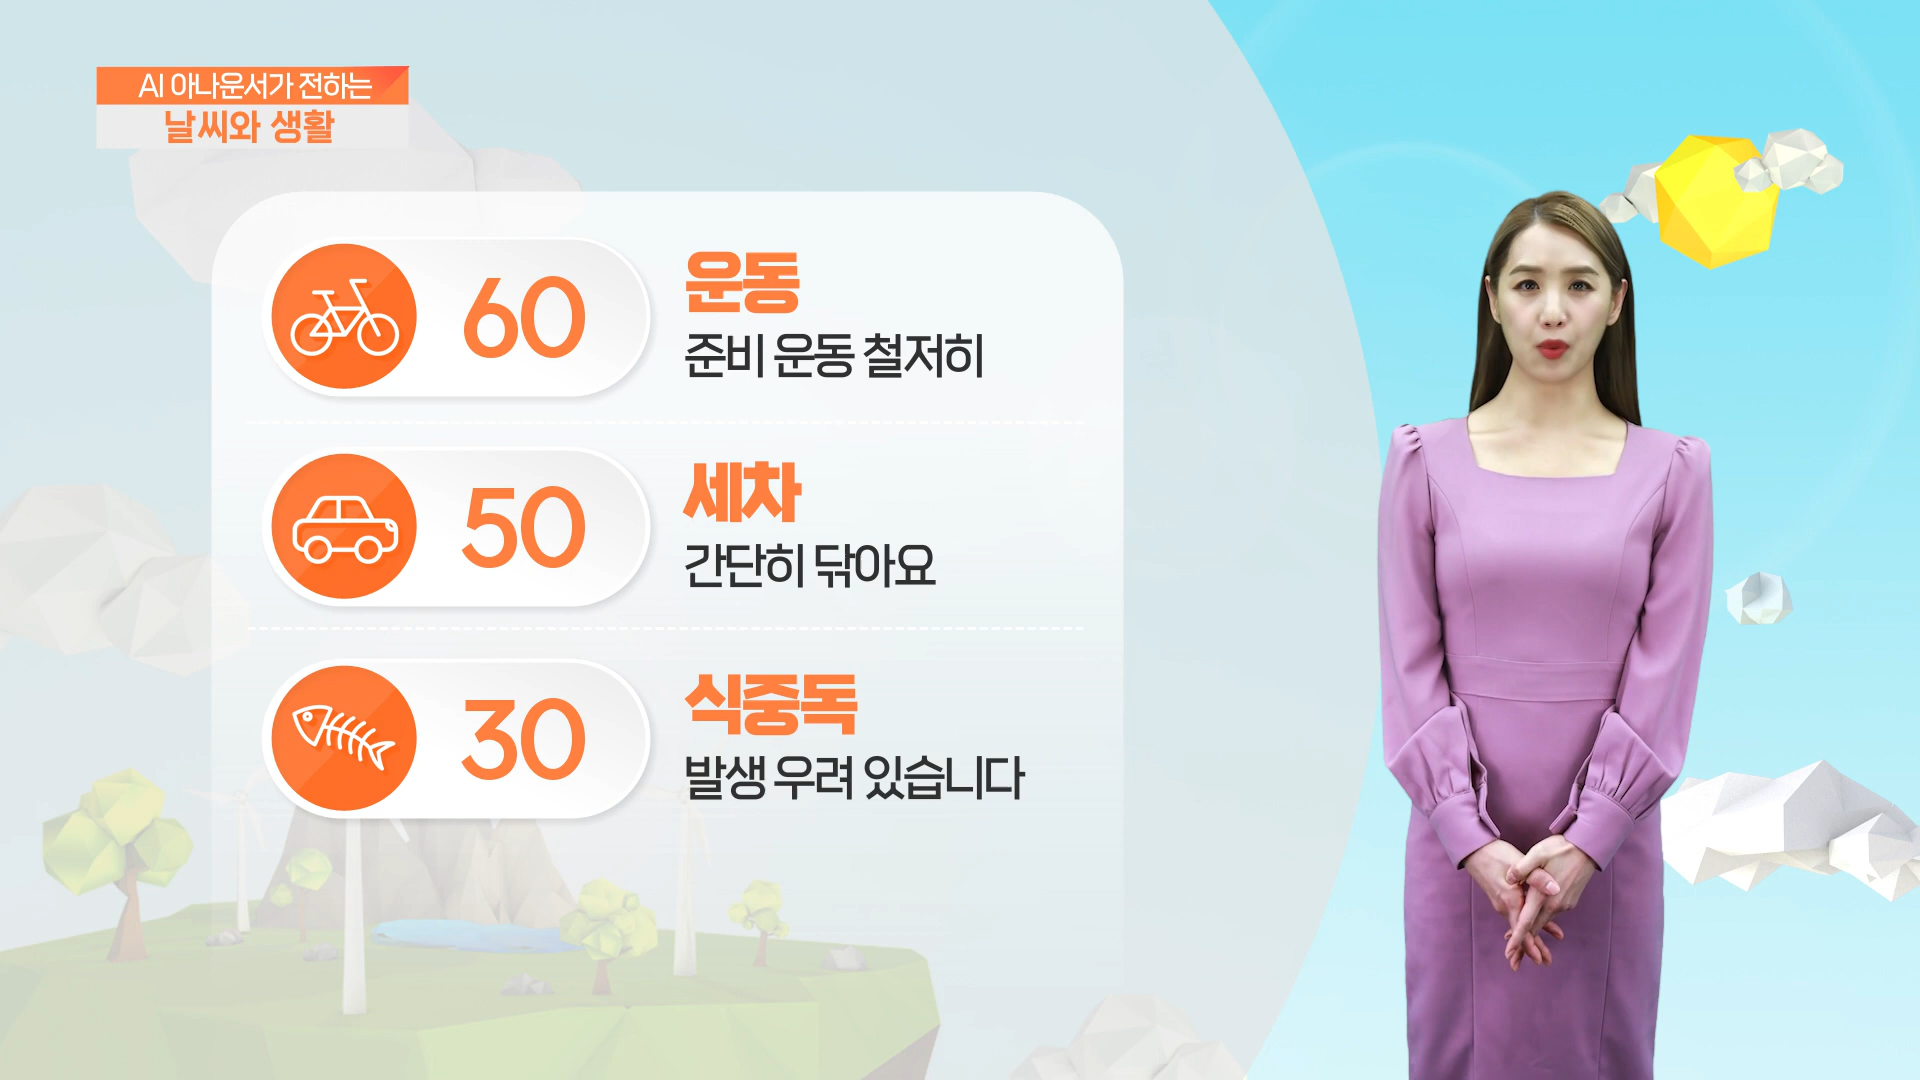 AI 아나운서가 전하는
날씨와 생활
60
운동
준비 운동 철저히
50
세차
간단히 닦아요
30
식중독
발생 우려 있습니다